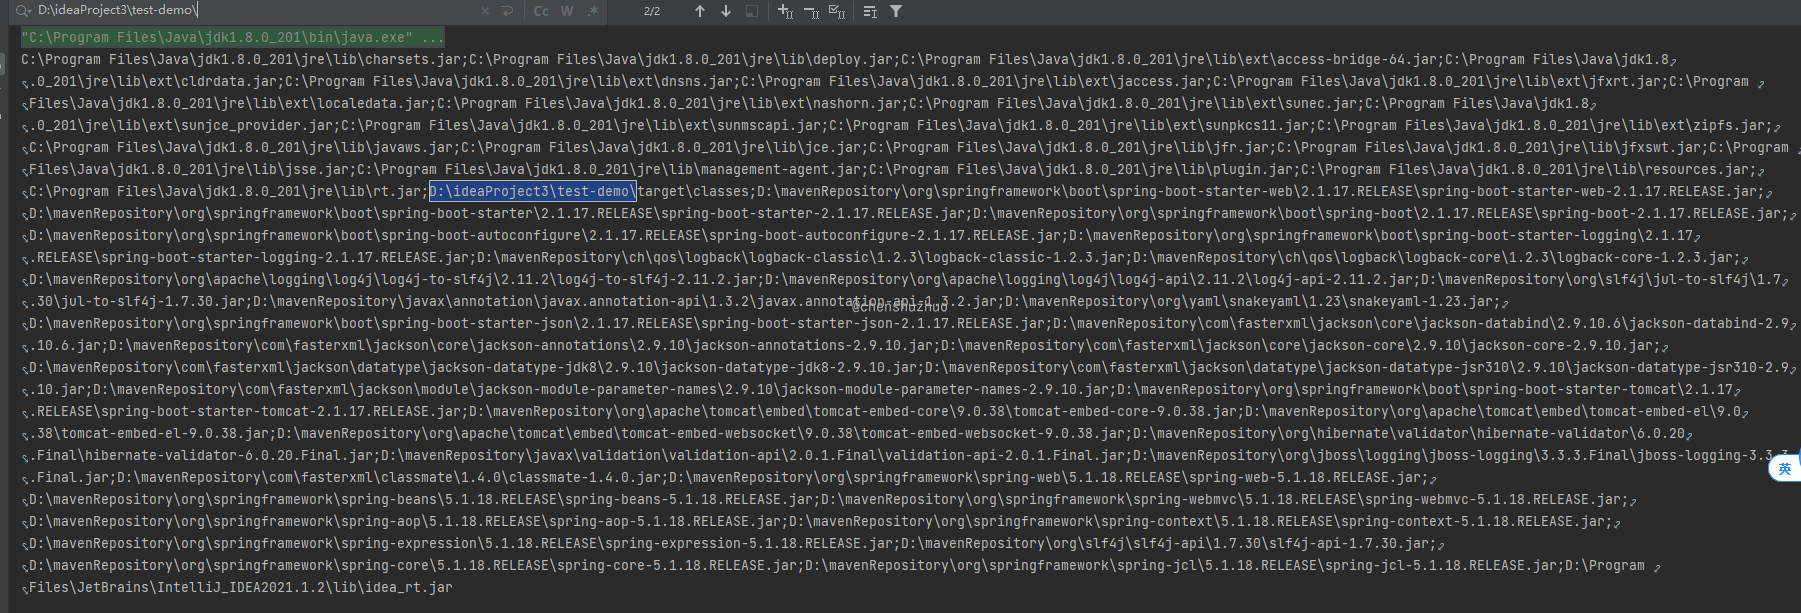 D:\ideaProject3\test-demo\
Cc W .* 2/2
"C:\Program Files\Java\jdk1.8.0_201\bin\java.exe" ...
C:\Program Files\Java\jdk1.8.0_201\jre\lib\charsets.jar;C:\Program Files\Java\jdk1.8.0_201\jre\lib\deploy.jar;C:\Program Files\Java\jdk1.8.0_201\jre\lib\ext\access-bridge-64.jar;C:\Program Files\Java\jdk1.8
.0_201\jre\lib\ext\cldrdata.jar;C:\Program Files\Java\jdk1.8.0_201\jre\lib\ext\dnsns.jar;C:\Program Files\Java\jdk1.8.0_201\jre\lib\ext\jaccess.jar;C:\Program Files\Java\jdk1.8.0_201\jre\lib\ext\jfxrt.jar;C:\Program
Files\Java\jdk1.8.0_201\jre\lib\ext\localedata.jar;C:\Program Files\Java\jdk1.8.0_201\jre\lib\ext\nashorn.jar;C:\Program Files\Java\jdk1.8.0_201\jre\lib\ext\sunec.jar;C:\Program Files\Java\jdk1.8
.0_201\jre\lib\ext\sunjce_provider.jar;C:\Program Files\Java\jdk1.8.0_201\jre\lib\ext\sunmscapi.jar;C:\Program Files\Java\jdk1.8.0_201\jre\lib\ext\sunpkcs11.jar;C:\Program Files\Java\jdk1.8.0_201\jre\lib\ext\zipfs.jar;
C:\Program Files\Java\jdk1.8.0_201\jre\lib\javaws.jar;C:\Program Files\Java\jdk1.8.0_201\jre\lib\jce.jar;C:\Program Files\Java\jdk1.8.0_201\jre\lib\jfr.jar;C:\Program Files\Java\jdk1.8.0_201\jre\lib\jfxswt.jar;C:\Program
Files\Java\jdk1.8.0_201\jre\lib\jsse.jar;C:\Program Files\Java\jdk1.8.0_201\jre\lib\management-agent.jar;C:\Program Files\Java\jdk1.8.0_201\jre\lib\plugin.jar;C:\Program Files\Java\jdk1.8.0_201\jre\lib\resources.jar;
C:\Program Files\Java\jdk1.8.0_201\jre\lib\rt.jar;D:\ideaProject3\test-demo\target\classes;D:\mavenRepository\org\springframework\boot\spring-boot-starter-web\2.1.17.RELEASE\spring-boot-starter-web-2.1.17.RELEASE.jar;
D:\mavenRepository\org\springframework\boot\spring-boot-starter\2.1.17.RELEASE\spring-boot-starter-2.1.17.RELEASE.jar;D:\mavenRepository\org\springframework\boot\spring-boot\2.1.17.RELEASE\spring-boot-2.1.17.RELEASE.jar;
D:\mavenRepository\org\springframework\boot\spring-boot-autoconfigure\2.1.17.RELEASE\spring-boot-autoconfigure-2.1.17.RELEASE.jar;D:\mavenRepository\org\springframework\boot\spring-boot-starter-logging\2.1.17
.RELEASE\spring-boot-starter-logging-2.1.17.RELEASE.jar;D:\mavenRepository\ch\qos\logback\logback-classic\1.2.3\logback-classic-1.2.3.jar;D:\mavenRepository\ch\qos\logback\logback-core\1.2.3\logback-core-1.2.3.jar;
D:\mavenRepository\org\apache\logging\log4j\log4j-to-slf4j\2.11.2\log4j-to-slf4j-2.11.2.jar;D:\mavenRepository\org\apache\logging\log4j\log4j-api\2.11.2\log4j-api-2.11.2.jar;D:\mavenRepository\org\slf4j\jul-to-slf4j\1.7
.30\jul-to-slf4j-1.7.30.jar;D:\mavenRepository\javax\annotation\javax.annotation-api\1.3.2\javax.annotation-api-1.3.2.jar;D:\mavenRepository\org\yaml\snakeyaml\1.23\snakeyaml-1.23.jar;
@chenshuzhuo
D:\mavenRepository\org\springframework\boot\spring-boot-starter-json\2.1.17.RELEASE\spring-boot-starter-json-2.1.17.RELEASE.jar;D:\mavenRepository\com\fasterxml\jackson\core\jackson-databind\2.9.10.6\jackson-databind-2.9
.10.6.jar;D:\mavenRepository\com\fasterxml\jackson\core\jackson-annotations\2.9.10\jackson-annotations-2.9.10.jar;D:\mavenRepository\com\fasterxml\jackson\core\jackson-core\2.9.10\jackson-core-2.9.10.jar;
D:\mavenRepository\com\fasterxml\jackson\datatype\jackson-datatype-jdk8\2.9.10\jackson-datatype-jdk8-2.9.10.jar;D:\mavenRepository\com\fasterxml\jackson\datatype\jackson-datatype-jsr310\2.9.10\jackson-datatype-jsr310-2.9
.10.jar;D:\mavenRepository\com\fasterxml\jackson\module\jackson-module-parameter-names\2.9.10\jackson-module-parameter-names-2.9.10.jar;D:\mavenRepository\org\springframework\boot\spring-boot-starter-tomcat\2.1.17
.RELEASE\spring-boot-starter-tomcat-2.1.17.RELEASE.jar;D:\mavenRepository\org\apache\tomcat\embed\tomcat-embed-core\9.0.38\tomcat-embed-core-9.0.38.jar;D:\mavenRepository\org\apache\tomcat\embed\tomcat-embed-el\9.0
.38\tomcat-embed-el-9.0.38.jar;D:\mavenRepository\org\apache\tomcat\embed\tomcat-embed-websocket\9.0.38\tomcat-embed-websocket-9.0.38.jar;D:\mavenRepository\org\hibernate\validator\hibernate-validator\6.0.20
.Final\hibernate-validator-6.0.20.Final.jar;D:\mavenRepository\javax\validation\validation-api\2.0.1.Final\validation-api-2.0.1.Final.jar;D:\mavenRepository\org\jboss\logging\jboss-logging\3.3.3.Final\jboss-logging-3.3.3
.Final.jar;D:\mavenRepository\com\fasterxml\classmate\1.4.0\classmate-1.4.0.jar;D:\mavenRepository\org\springframework\spring-web\5.1.18.RELEASE\spring-web-5.1.18.RELEASE.jar;
英
D:\mavenRepository\org\springframework\spring-beans\5.1.18.RELEASE\spring-beans-5.1.18.RELEASE.jar;D:\mavenRepository\org\springframework\spring-webmvc\5.1.18.RELEASE\spring-webmvc-5.1.18.RELEASE.jar;
D:\mavenRepository\org\springframework\spring-aop\5.1.18.RELEASE\spring-aop-5.1.18.RELEASE.jar;D:\mavenRepository\org\springframework\spring-context\5.1.18.RELEASE\spring-context-5.1.18.RELEASE.jar;
D:\mavenRepository\org\springframework\spring-expression\5.1.18.RELEASE\spring-expression-5.1.18.RELEASE.jar;D:\mavenRepository\org\slf4j\slf4j-api\1.7.30\slf4j-api-1.7.30.jar;
D:\mavenRepository\org\springframework\spring-core\5.1.18.RELEASE\spring-core-5.1.18.RELEASE.jar;D:\mavenRepository\org\springframework\spring-jcl\5.1.18.RELEASE\spring-jcl-5.1.18.RELEASE.jar;D:\Program
Files\JetBrains\IntelliJ_IDEA2021.1.2\lib\idea_rt.jar